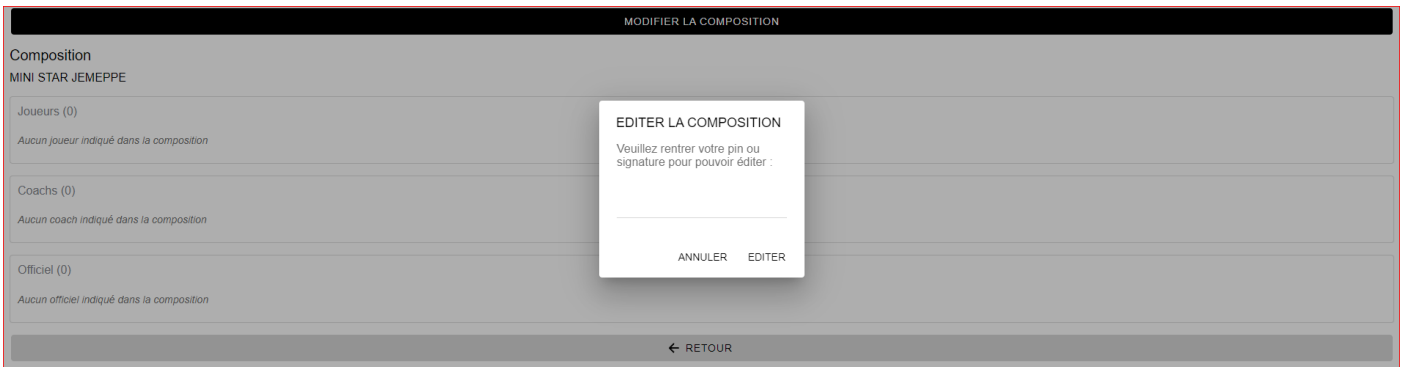 MODIFIER LA COMPOSITION
Composition
MINI STAR JEMEPPE
Joueurs (0)
Aucun joueur indiqué dans la composition
Coachs (0)
Aucun coach indiqué dans la composition
Officiel (0)
Aucun officiel indiqué dans la composition
EDITER LA COMPOSITION
Veuillez rentrer votre pin ou
signature pour pouvoir éditer :
ANNULER EDITER
← RETOUR